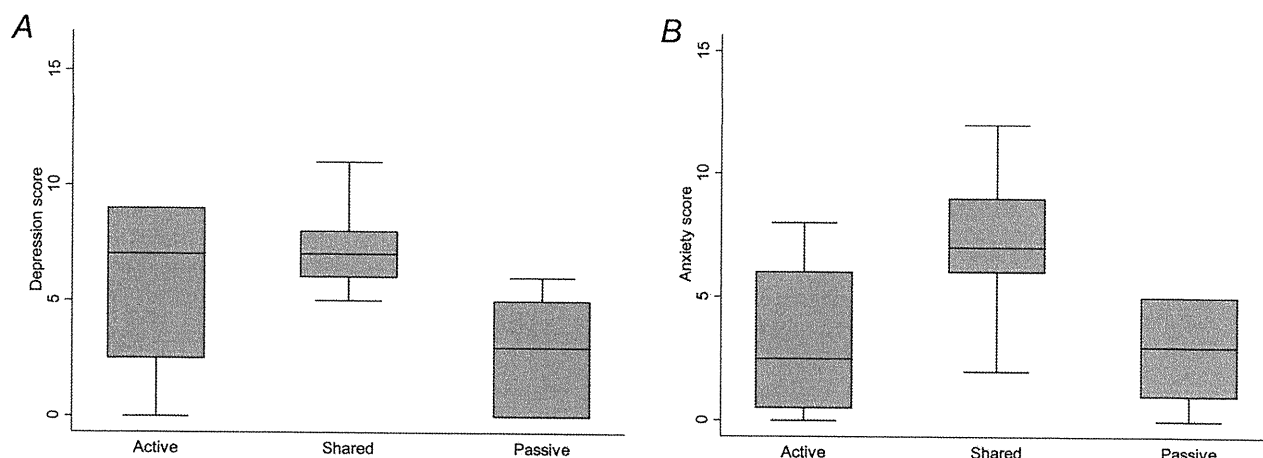 A
Depression score
15
10
5
0
Active
Shared
Passive
B
Anxiety score
15
10
5
0
Active
Shared
Passive